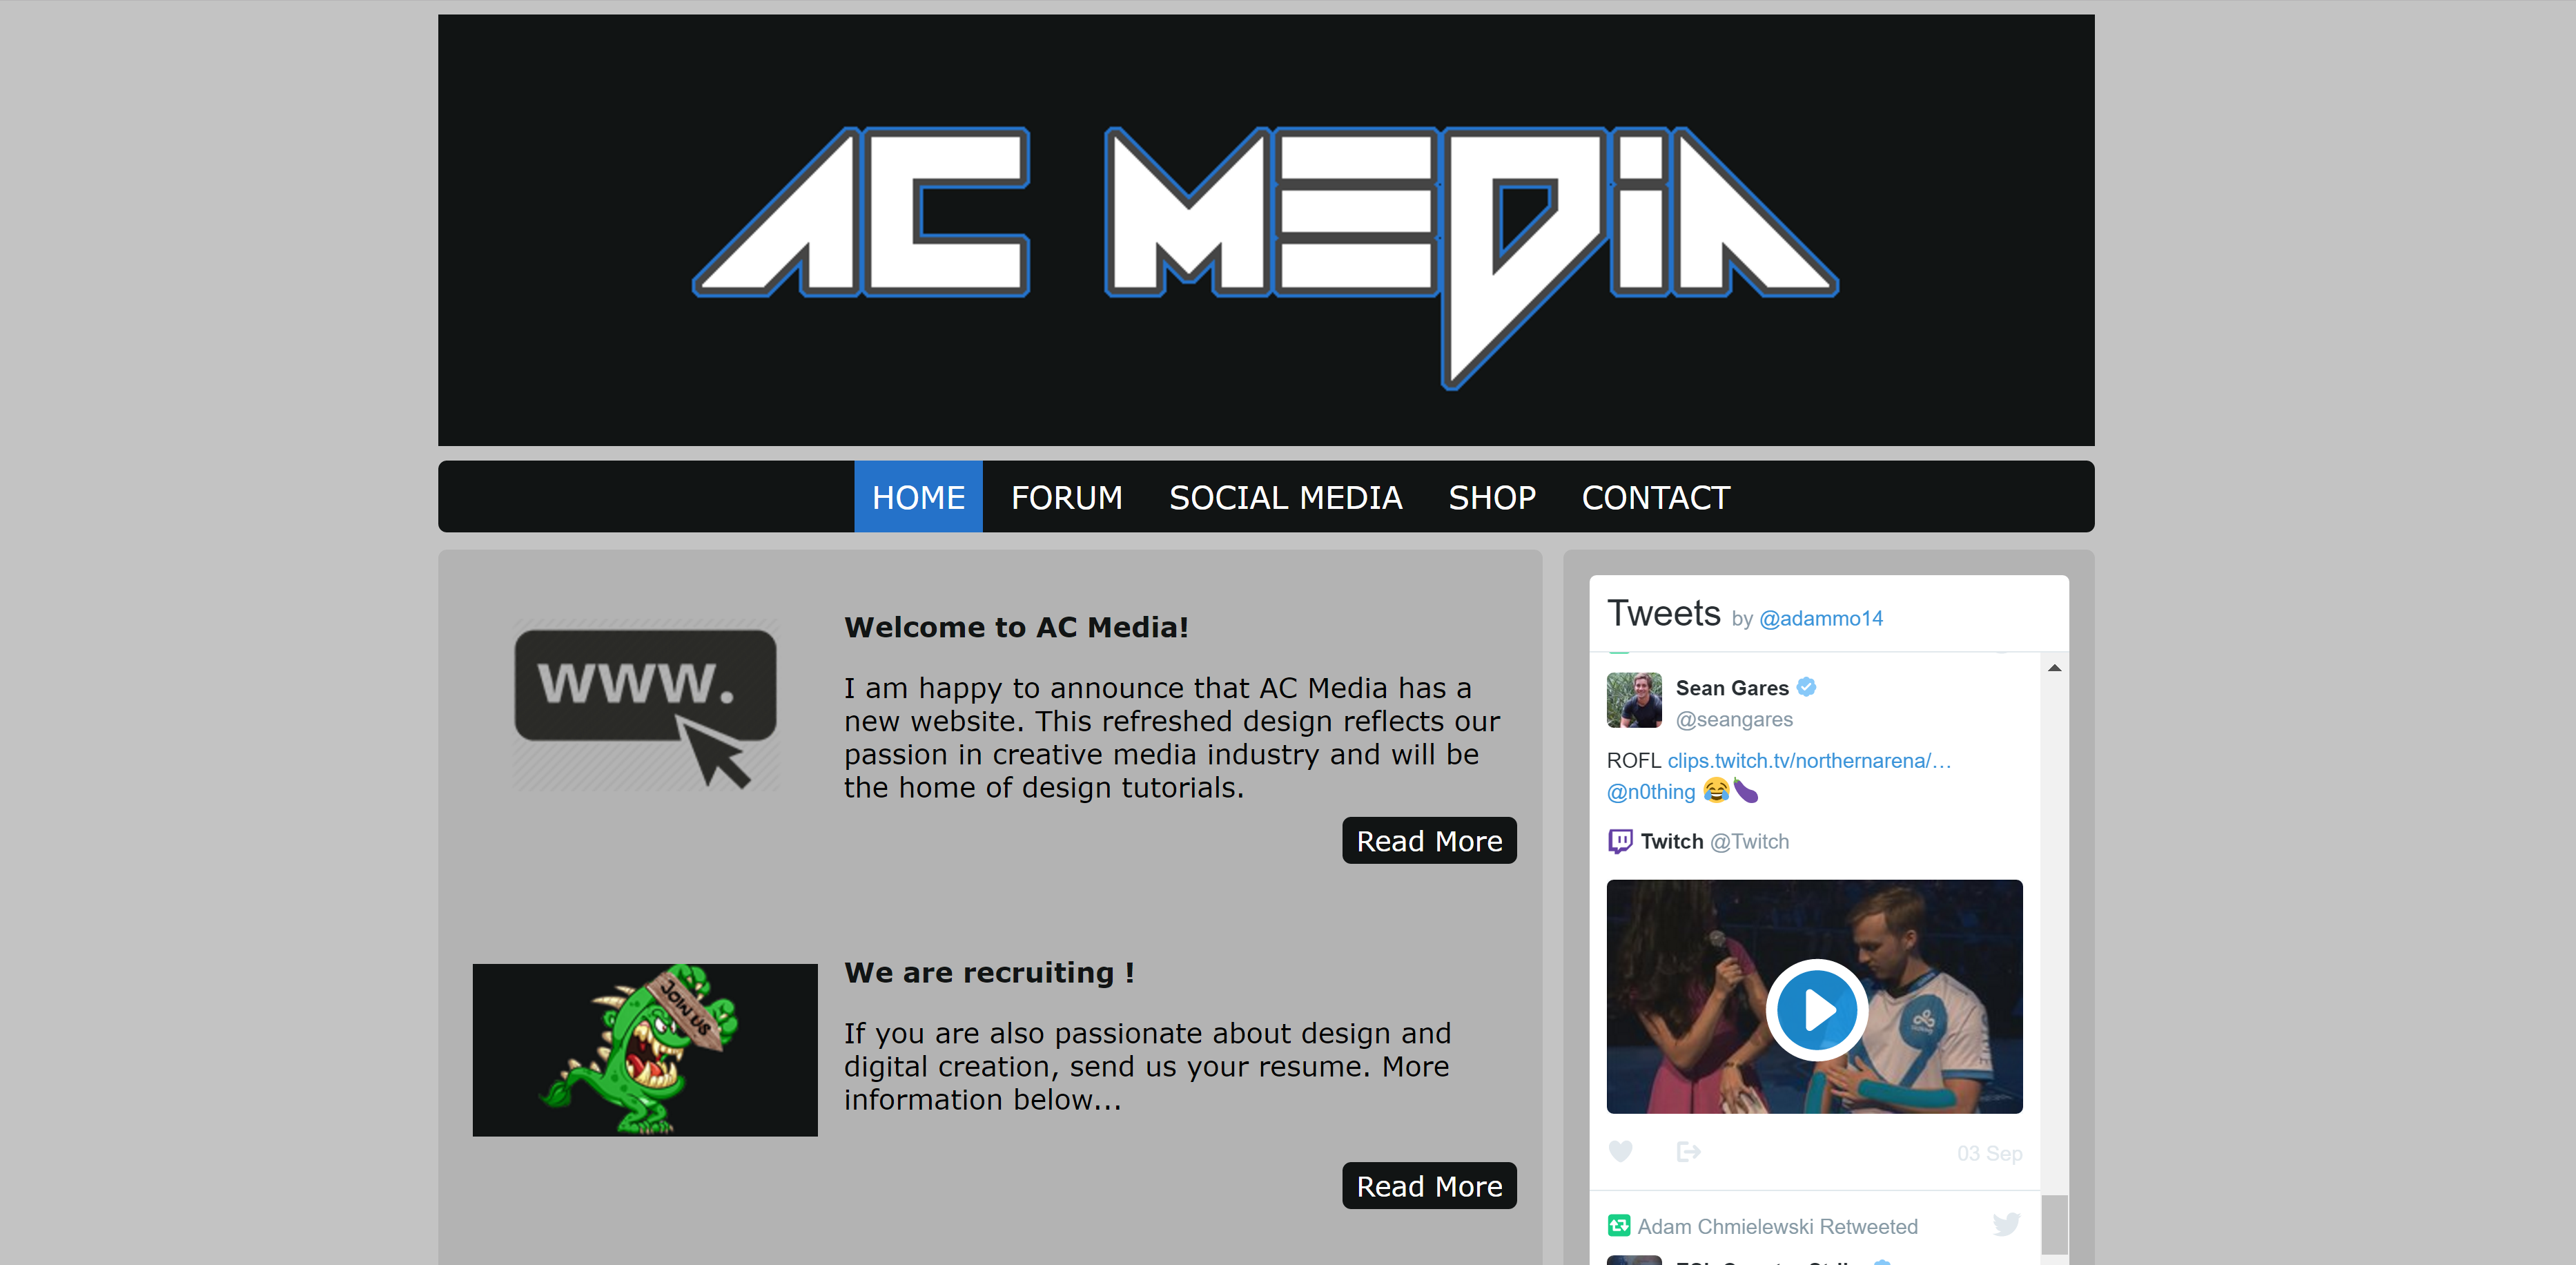 AC MEDIA
HOME FORUM SOCIAL MEDIA SHOP CONTACT
www.
Welcome to AC Media!
I am happy to announce that AC Media has a
new website. This refreshed design reflects our
passion in creative media industry and will be
the home of design tutorials.
Read More
JOIN US
We are recruiting !
If you are also passionate about design and
digital creation, send us your resume. More
information below...
Read More
Tweets by @adammo14
Sean Gares
@seangares
ROFL clips.twitch.tv/northernarena/…
@n0thing 😂🍆
Twitch @Twitch
03 Sep
Adam Chmielewski Retweeted